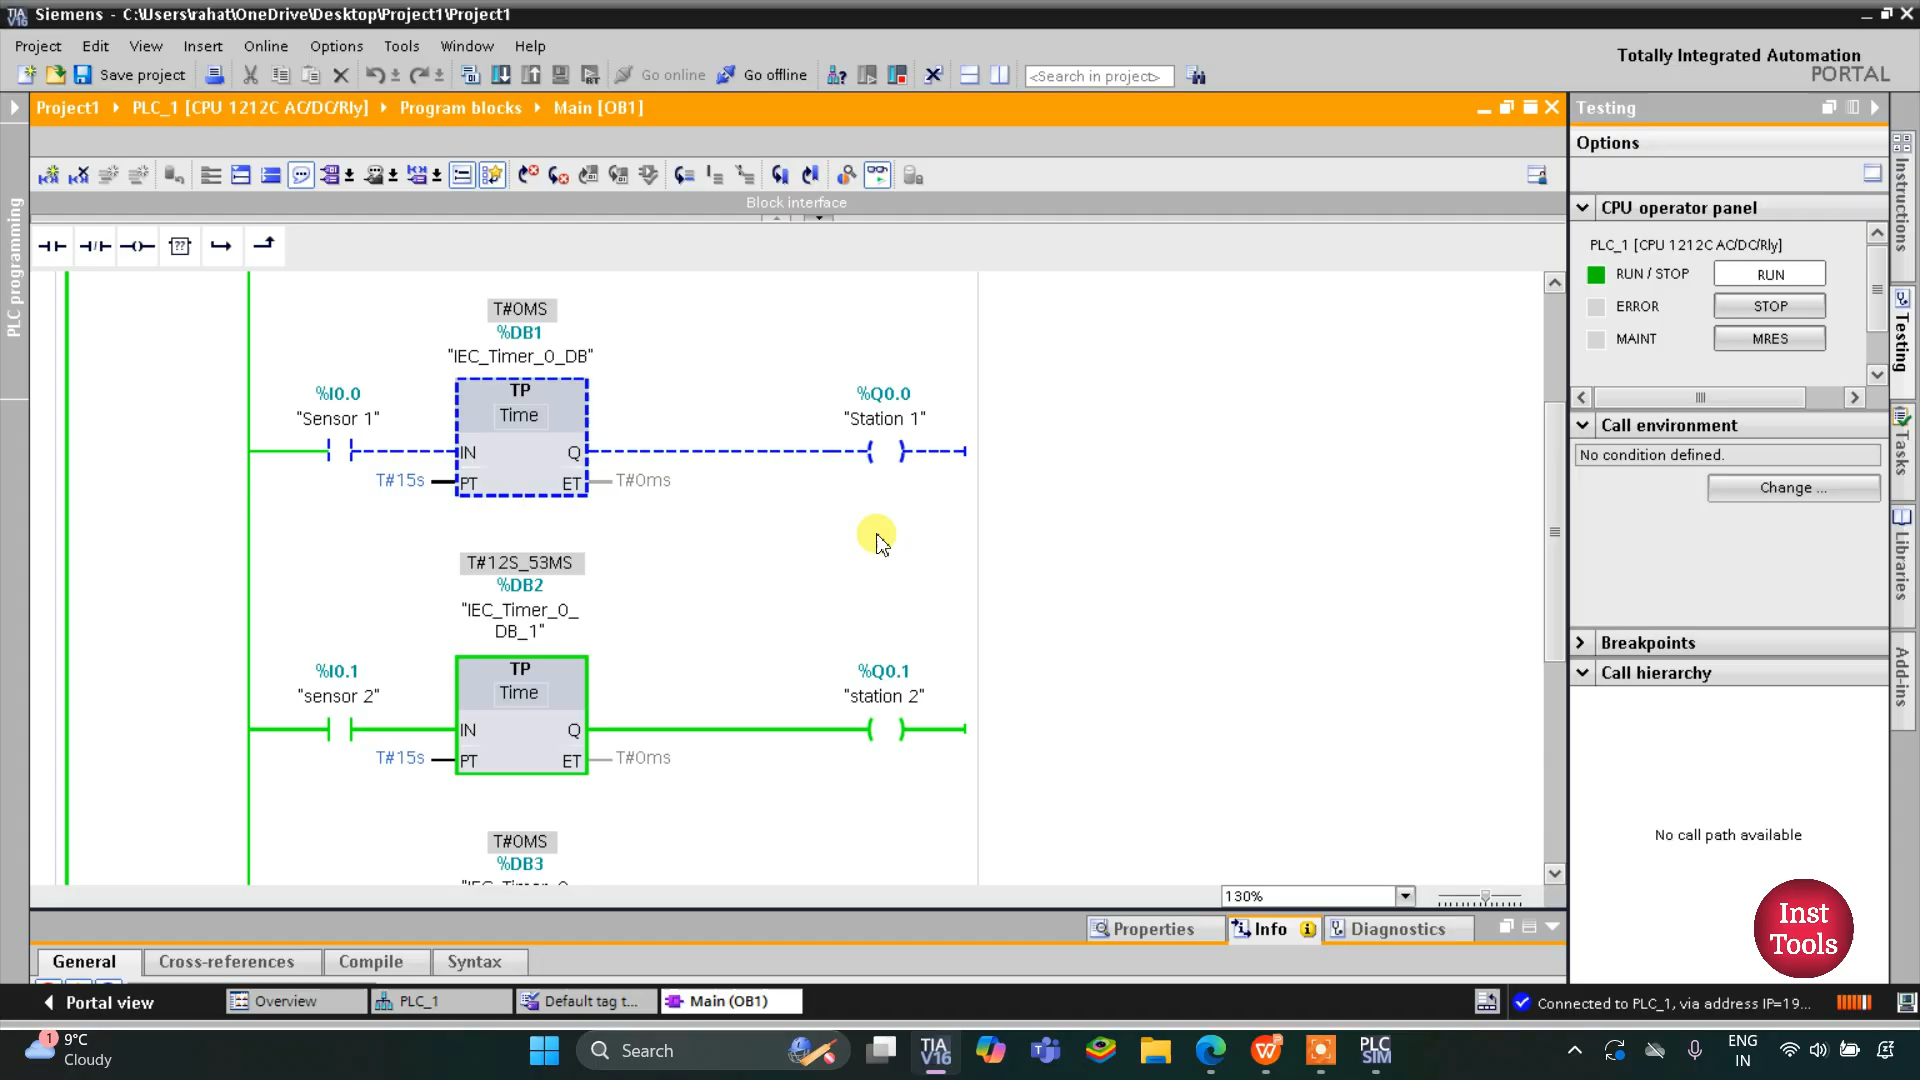 Siemens - C:\Users\rahat\OneDrive\Desktop\Project1\Project1
Project Edit View Insert Online Options Tools Window Help
Totally Integrated Automation
PORTAL
Save project
Go online
Go offline
<Search in project>
Project1 PLC_1 [CPU 1212C AC/DC/Rly] Program blocks Main [OB1]
Testing
Options
Block interface
CPU operator panel
PLC_1 [CPU 1212C AC/DC/Rly]
RUN / STOP RUN
ERROR STOP
MAINT MRES
Call environment
No condition defined.
Change ...
Breakpoints
Call hierarchy
No call path available
PLC programming
Instructions
Testing
Tasks
Libraries
Add-ins
??
T#0MS
%DB1
"IEC_Timer_0_DB"
%I0.0
"Sensor 1"
TP
Time
IN Q
T#15s PT ET T#0ms
%Q0.0
"Station 1"
T#12S_53MS
%DB2
"IEC_Timer_0_
DB_1"
%I0.1
"sensor 2"
TP
Time
IN Q
T#15s PT ET T#0ms
%Q0.1
"station 2"
T#0MS
%DB3
130%
Properties Info Diagnostics
General Cross-references Compile Syntax
Inst
Tools
Portal view Overview PLC_1 Default tag t... Main (OB1)
Connected to PLC_1, via address IP=19...
1
9°C
Cloudy
Search
TIA
V16
PLC
SIM
ENG
IN